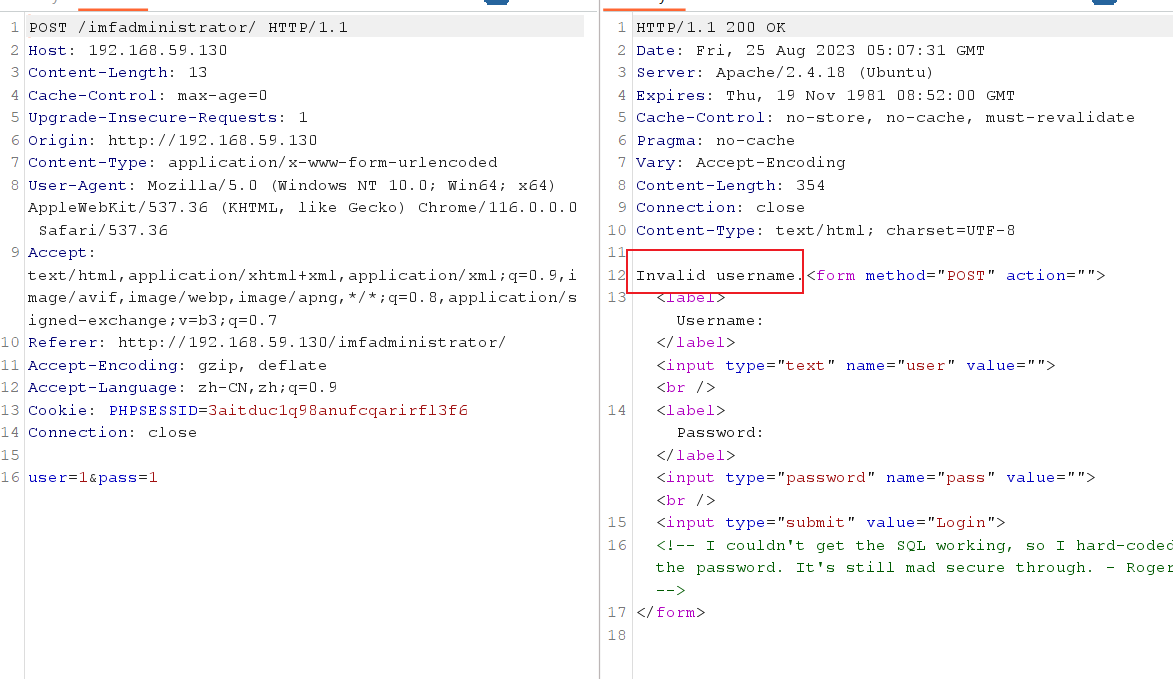 1 POST /imfadministrator/ HTTP/1.1
2 Host: 192.168.59.130
3 Content-Length: 13
4 Cache-Control: max-age=0
5 Upgrade-Insecure-Requests: 1
6 Origin: http://192.168.59.130
7 Content-Type: application/x-www-form-urlencoded
8 User-Agent: Mozilla/5.0 (Windows NT 10.0; Win64; x64)
AppleWebKit/537.36 (KHTML, like Gecko) Chrome/116.0.0.0
Safari/537.36
9 Accept:
text/html,application/xhtml+xml,application/xml;q=0.9,i
mage/avif,image/webp,image/apng,*/*;q=0.8,application/s
igned-exchange;v=b3;q=0.7
10 Referer: http://192.168.59.130/imfadministrator/
11 Accept-Encoding: gzip, deflate
12 Accept-Language: zh-CN,zh;q=0.9
13 Cookie: PHPSESSID=3aitduc1q98anufcqarirfl3f6
14 Connection: close
15
16 user=1&pass=1
1 HTTP/1.1 200 OK
2 Date: Fri, 25 Aug 2023 05:07:31 GMT
3 Server: Apache/2.4.18 (Ubuntu)
4 Expires: Thu, 19 Nov 1981 08:52:00 GMT
5 Cache-Control: no-store, no-cache, must-revalidate
6 Pragma: no-cache
7 Vary: Accept-Encoding
8 Content-Length: 354
9 Connection: close
10 Content-Type: text/html; charset=UTF-8
11
12 Invalid username.<form method="POST" action="">
13 <label>
Username:
</label>
<input type="text" name="user" value="">
<br />
14 <label>
Password:
</label>
<input type="password" name="pass" value="">
<br />
15 <input type="submit" value="Login">
16 <!-- I couldn't get the SQL working, so I hard-coded
the password. It's still mad secure through. - Roger
-->
17 </form>
18